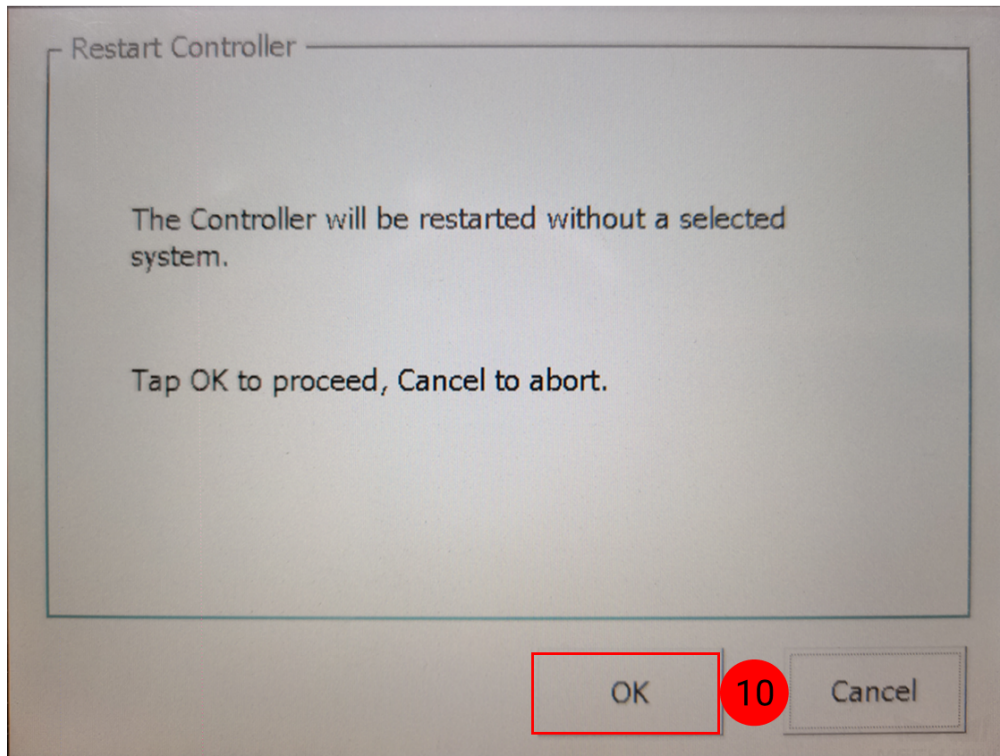 Restart Controller
The Controller will be restarted without a selected
system.
Tap OK to proceed, Cancel to abort.
OK
10
Cancel